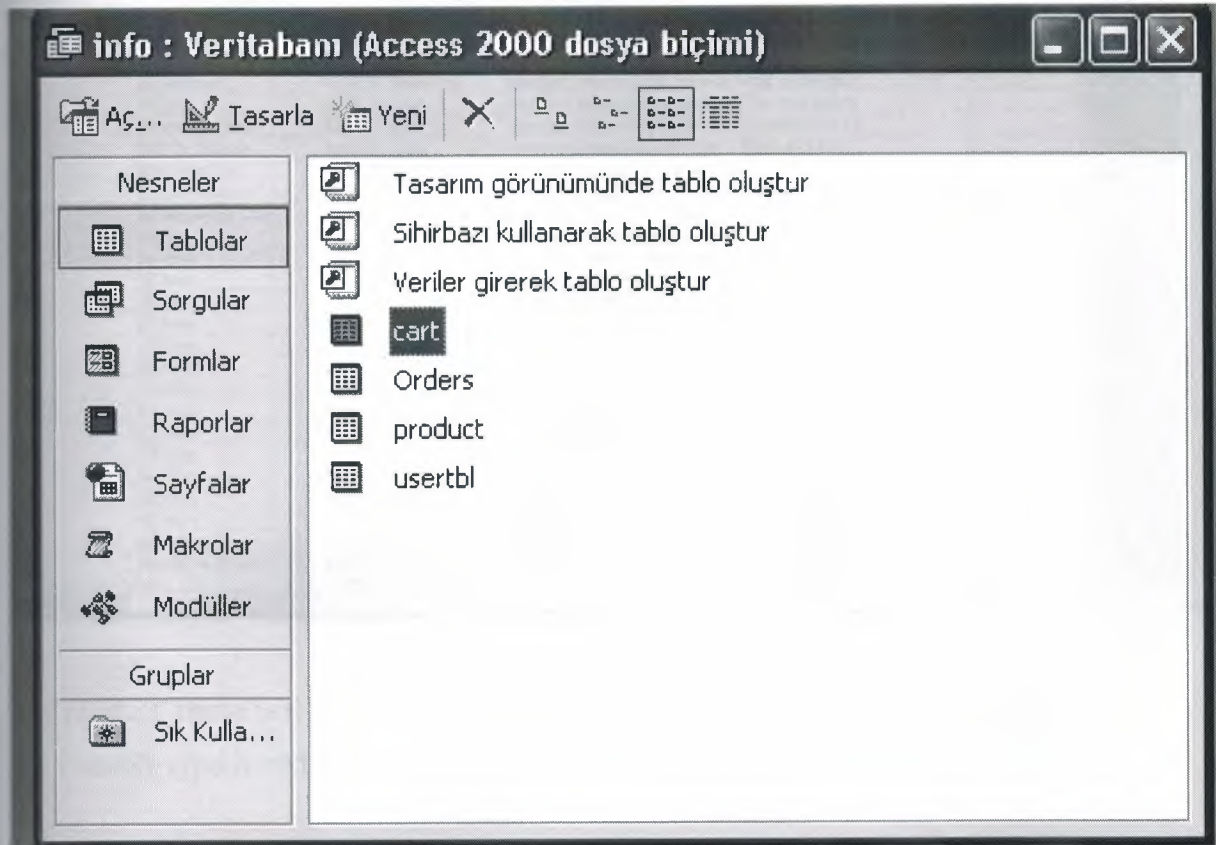 info : Veritabanı (Access 2000 dosya biçimi)
Aç... Tasarla Yeni
Nesneler
Tablolar
Sorgular
Formlar
Raporlar
Sayfalar
Makrolar
Modüller
Gruplar
Sık Kulla...
Tasarım görünümünde tablo oluştur
Sihirbazı kullanarak tablo oluştur
Veriler girerek tablo oluştur
cart
Orders
product
usertbl